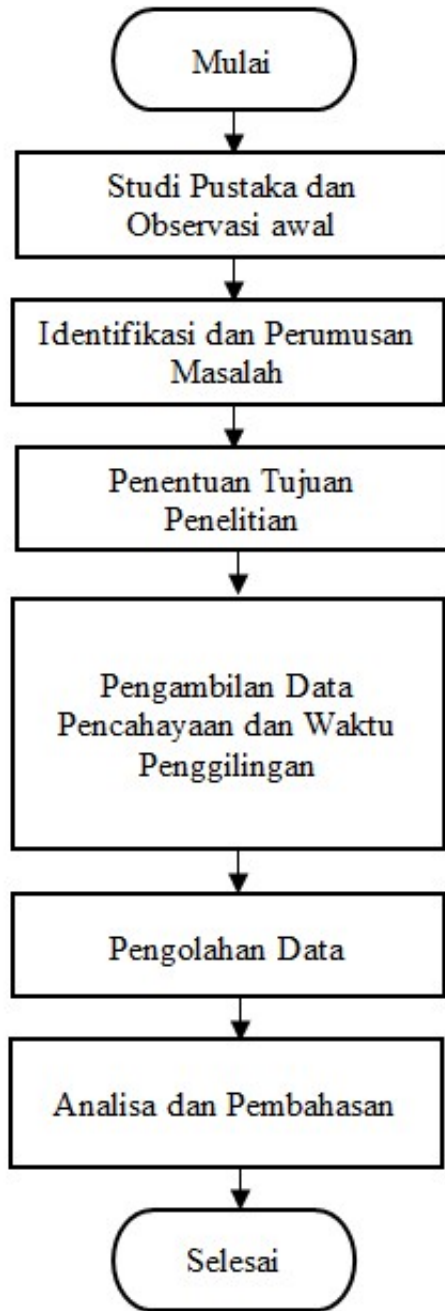 Mulai
Studi Pustaka dan
Observasi awal
Identifikasi dan Perumusan
Masalah
Penentuan Tujuan
Penelitian
Pengambilan Data
Pencahayaan dan Waktu
Penggilingan
Pengolahan Data
Analisa dan Pembahasan
Selesai